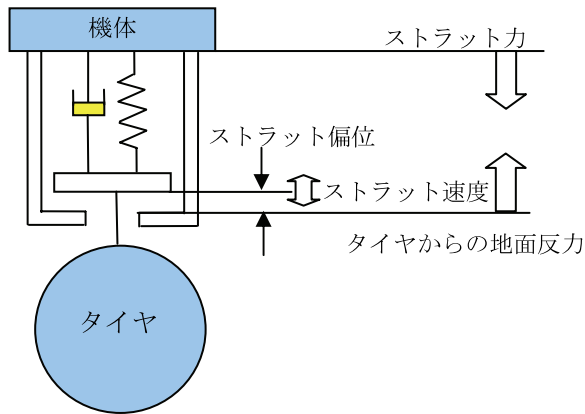 機体
ストラット力
ストラット偏位
ストラット速度
タイヤからの地面反力
タイヤ